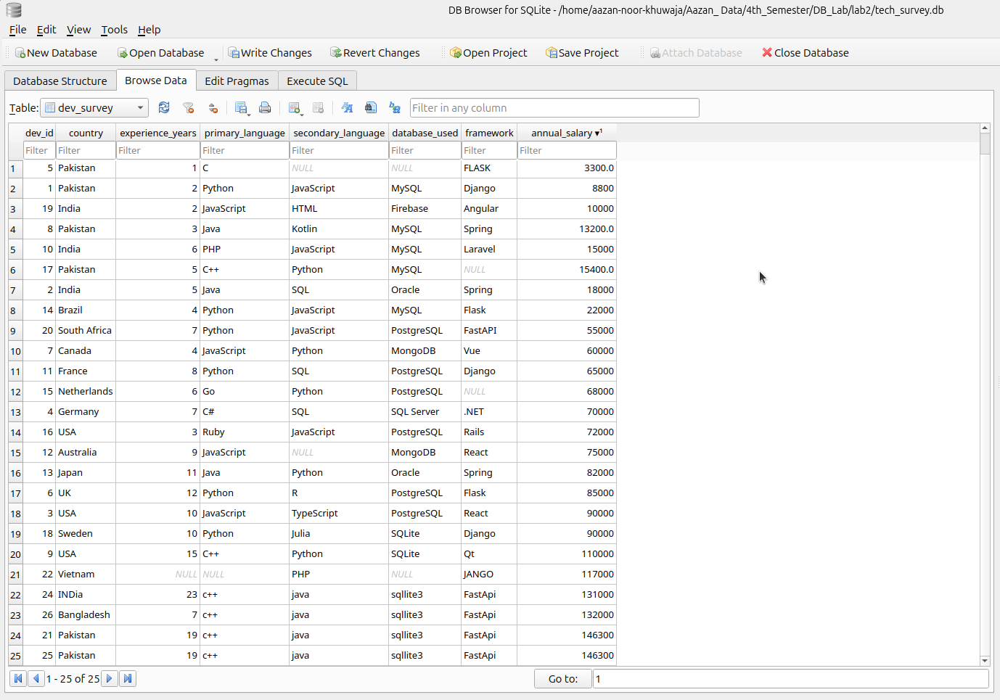 DB Browser for SQLite - /home/aazan-noor-khuwaja/Aazan_ Data/4th_Semester/DB_Lab/lab2/tech_survey.db
File Edit View Tools Help
New Database Open Database Write Changes Revert Changes Open Project Save Project Attach Database Close Database
Database Structure Browse Data Edit Pragmas Execute SQL
Table: dev_survey Filter in any column
dev_id country experience_years primary_language secondary_language database_used framework annual_salary ▾1
Filter Filter Filter Filter Filter Filter Filter Filter
1 5 Pakistan 1 C NULL NULL FLASK 3300.0
2 1 Pakistan 2 Python JavaScript MySQL Django 8800
3 19 India 2 JavaScript HTML Firebase Angular 10000
4 8 Pakistan 3 Java Kotlin MySQL Spring 13200.0
5 10 India 6 PHP JavaScript MySQL Laravel 15000
6 17 Pakistan 5 C++ Python MySQL NULL 15400.0
7 2 India 5 Java SQL Oracle Spring 18000
8 14 Brazil 4 Python JavaScript MySQL Flask 22000
9 20 South Africa 7 Python JavaScript PostgreSQL FastAPI 55000
10 7 Canada 4 JavaScript Python MongoDB Vue 60000
11 11 France 8 Python SQL PostgreSQL Django 65000
12 15 Netherlands 6 Go Python PostgreSQL NULL 68000
13 4 Germany 7 C# SQL SQL Server .NET 70000
14 16 USA 3 Ruby JavaScript PostgreSQL Rails 72000
15 12 Australia 9 JavaScript NULL MongoDB React 75000
16 13 Japan 11 Java Python Oracle Spring 82000
17 6 UK 12 Python R PostgreSQL Flask 85000
18 3 USA 10 JavaScript TypeScript PostgreSQL React 90000
19 18 Sweden 10 Python Julia SQLite Django 90000
20 9 USA 15 C++ Python SQLite Qt 110000
21 22 Vietnam NULL NULL PHP NULL JANGO 117000
22 24 INDia 23 c++ java sqllite3 FastApi 131000
23 26 Bangladesh 7 c++ java sqllite3 FastApi 132000
24 21 Pakistan 19 c++ java sqllite3 FastApi 146300
25 25 Pakistan 19 c++ java sqllite3 FastApi 146300
1 - 25 of 25 Go to: 1